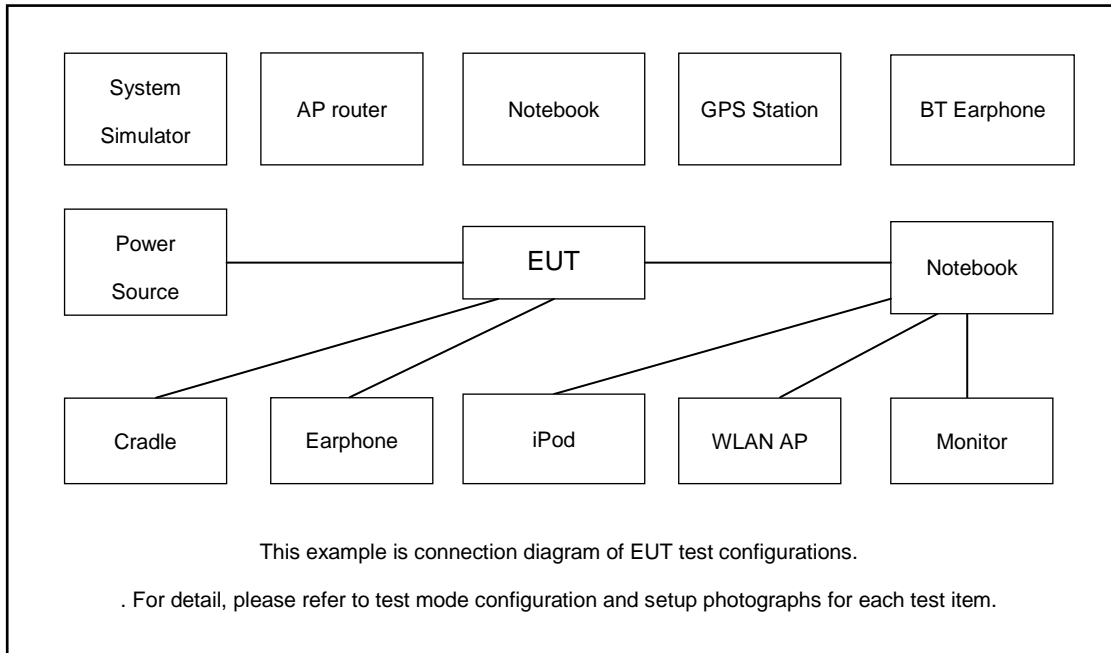 System
Simulator
AP router
Notebook
GPS Station
BT Earphone
Power
Source
EUT
Notebook
Cradle
Earphone
iPod
WLAN AP
Monitor
This example is connection diagram of EUT test configurations.
. For detail, please refer to test mode configuration and setup photographs for each test item.